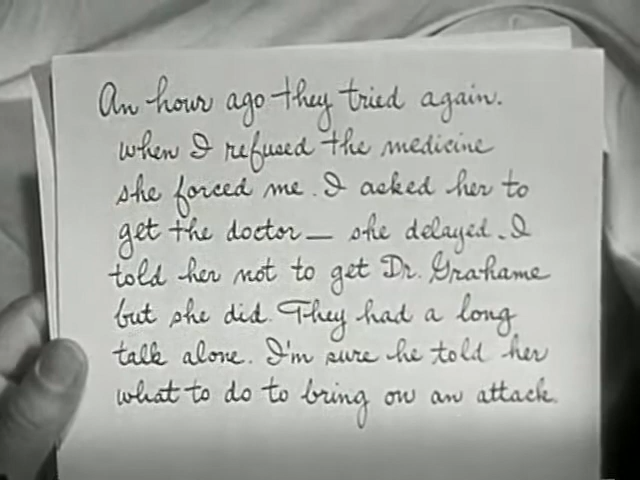 An hour ago they tried again.
when I refused the medicine
she forced me. I asked her to
get the doctor— she delayed. I
told her not to get Dr. Grahame
but she did. They had a long
talk alone. I'm sure he told her
what to do to bring on an attack.